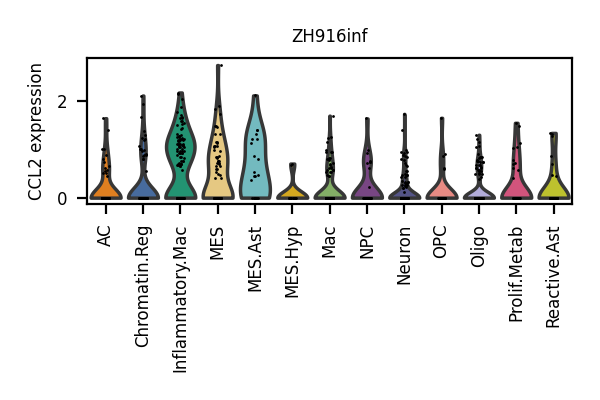 ZH916inf
CCL2 expression
2
0
AC
Chromatin.Reg
Inflammatory.Mac
MES
MES.Ast
MES.Hyp
Mac
NPC
Neuron
OPC
Oligo
Prolif.Metab
Reactive.Ast